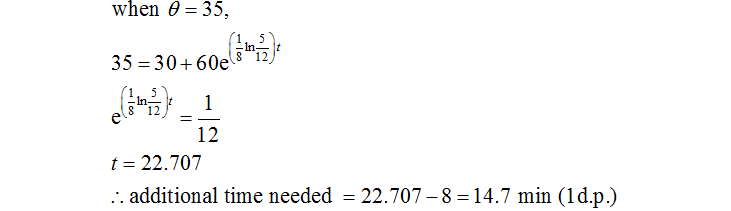 when θ = 35,
35 = 30 + 60e^((1/8 ln 5/12)t)
e^((1/8 ln 5/12)t) = 1/12
t = 22.707
∴ additional time needed = 22.707 − 8 = 14.7 min (1d.p.)